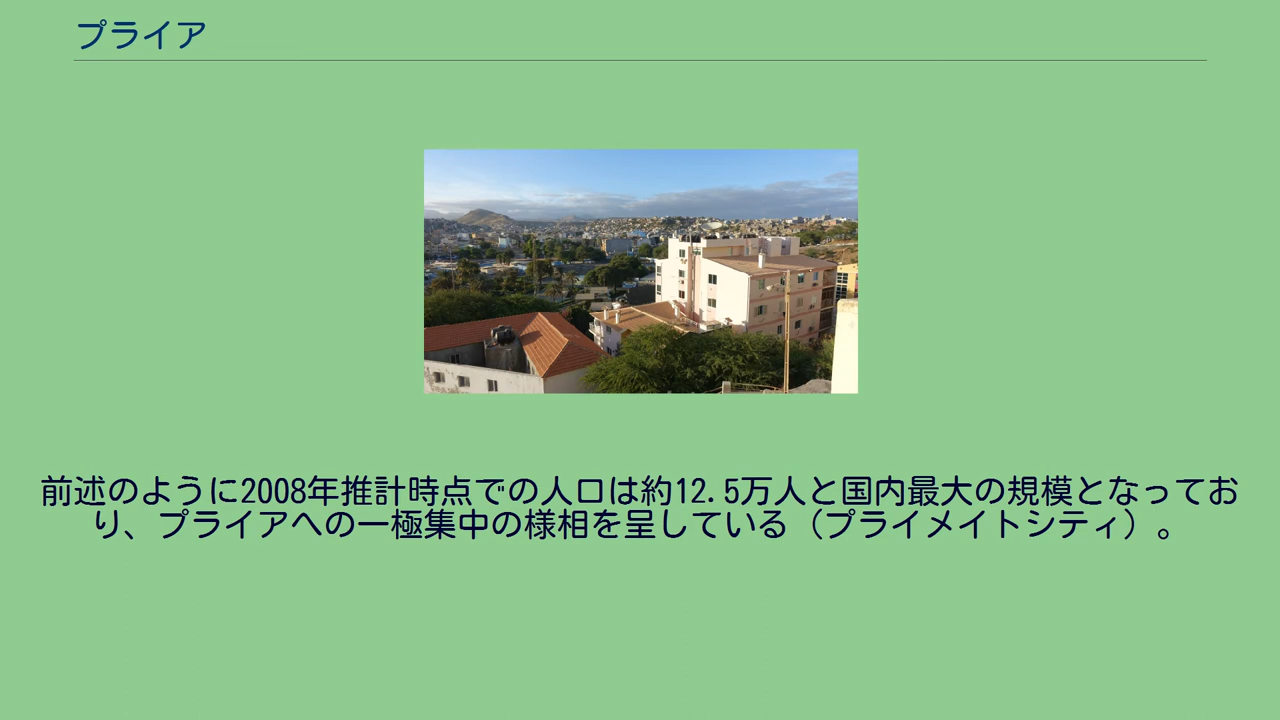 プライア
前述のように2008年推計時点での人口は約12.5万人と国内最大の規模となってお
り、プライアへの一極集中の様相を呈している（プライメイトシティ）。